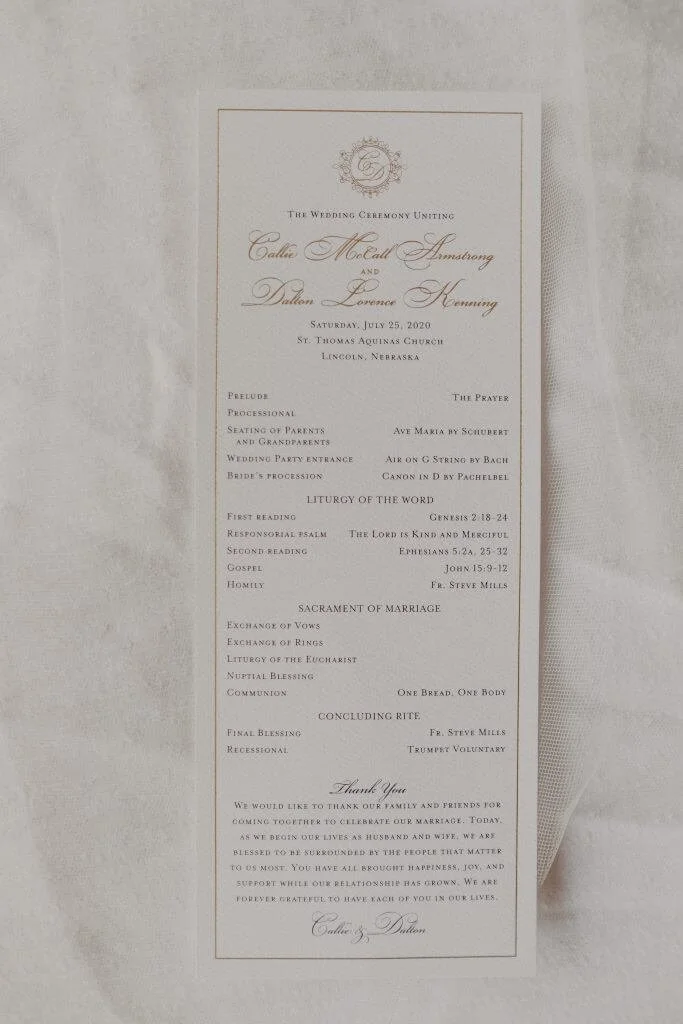 CD
The Wedding Ceremony Uniting
Callie McCall Armstrong
and
Dalton Lorence Kenning
Saturday, July 25, 2020
St. Thomas Aquinas Church
Lincoln, Nebraska
Prelude The Prayer
Processional
Seating of Parents
and Grandparents Ave Maria by Schubert
Wedding Party entrance Air on G String by Bach
Bride's procession Canon in D by Pachelbel
LITURGY OF THE WORD
First reading Genesis 2:18-24
Responsorial psalm The Lord is Kind and Merciful
Second reading Ephesians 5:2a, 25-32
Gospel John 15:9-12
Homily Fr. Steve Mills
SACRAMENT OF MARRIAGE
Exchange of Vows
Exchange of Rings
Liturgy of the Eucharist
Nuptial Blessing
Communion One Bread, One Body
CONCLUDING RITE
Final Blessing Fr. Steve Mills
Recessional Trumpet Voluntary
Thank You
We would like to thank our family and friends for
coming together to celebrate our marriage. Today,
as we begin our lives as husband and wife, we are
blessed to be surrounded by the people that matter
to us most. You have all brought happiness, joy, and
support while our relationship has grown. We are
forever grateful to have each of you in our lives.
Callie & Dalton